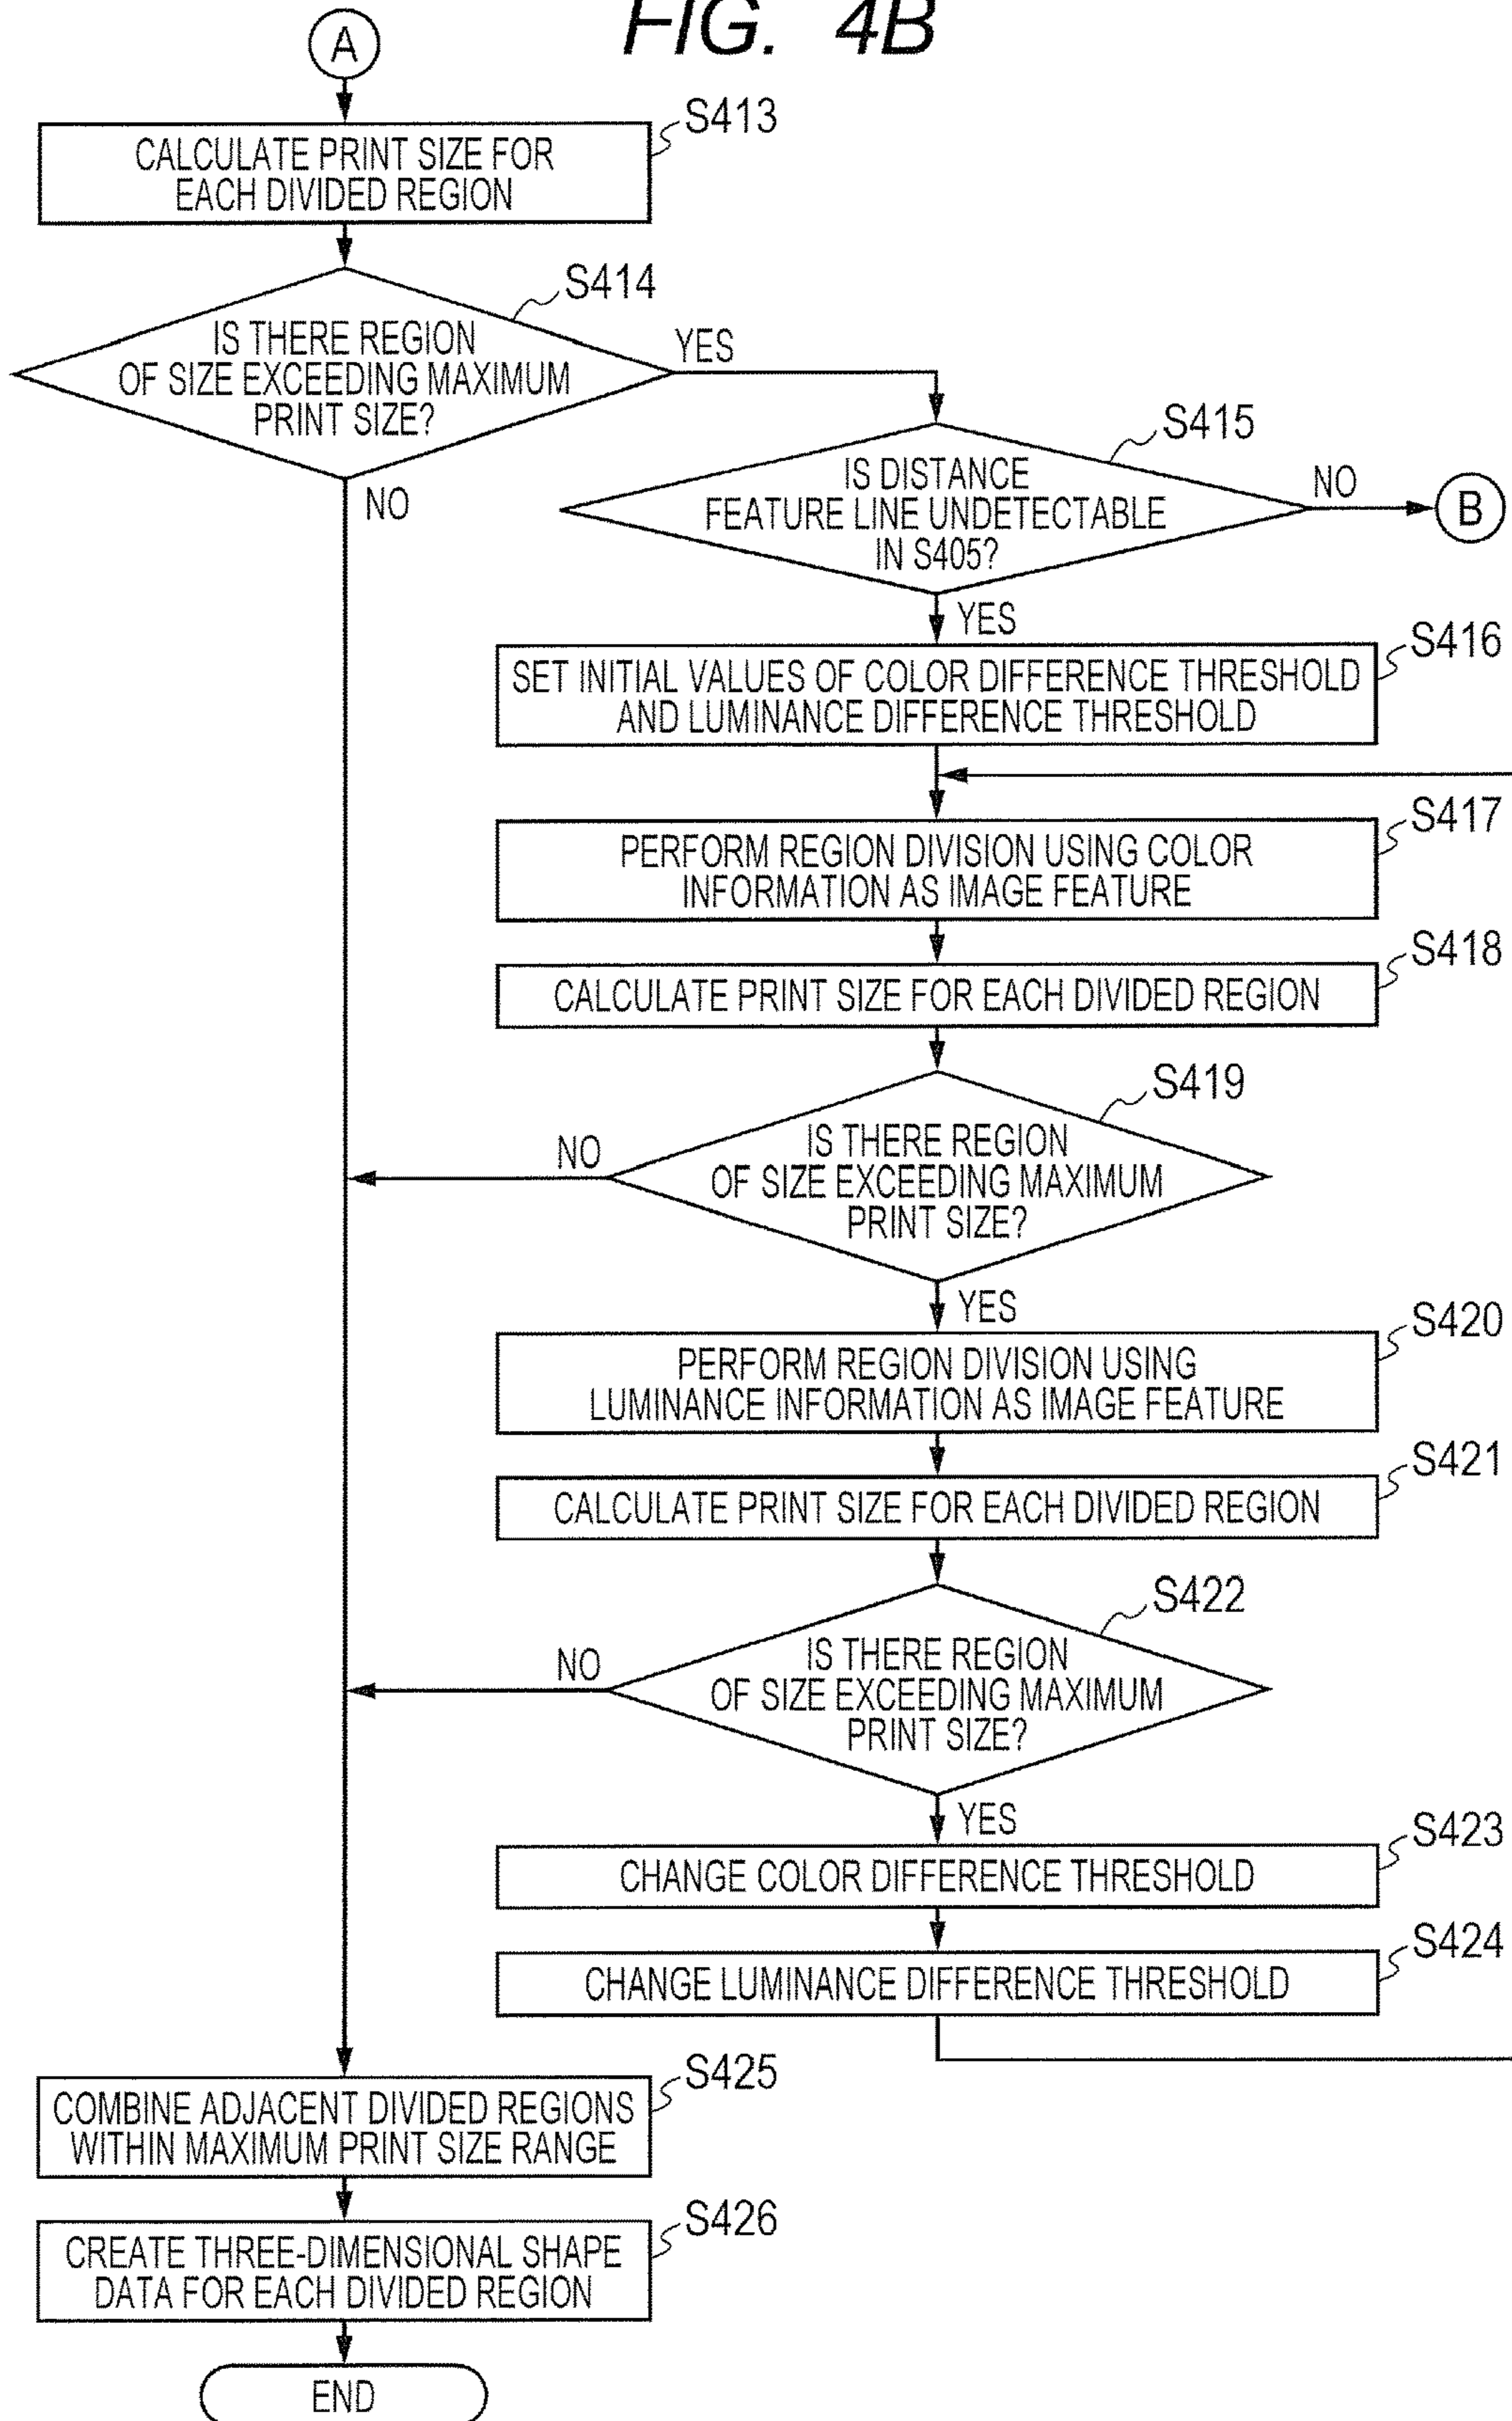 FIG. 4B
A
S413
CALCULATE PRINT SIZE FOR
EACH DIVIDED REGION
S414
IS THERE REGION
OF SIZE EXCEEDING MAXIMUM
PRINT SIZE?
YES
NO
S415
IS DISTANCE
FEATURE LINE UNDETECTABLE
IN S405?
NO
B
YES
S416
SET INITIAL VALUES OF COLOR DIFFERENCE THRESHOLD
AND LUMINANCE DIFFERENCE THRESHOLD
S417
PERFORM REGION DIVISION USING COLOR
INFORMATION AS IMAGE FEATURE
S418
CALCULATE PRINT SIZE FOR EACH DIVIDED REGION
S419
IS THERE REGION
OF SIZE EXCEEDING MAXIMUM
PRINT SIZE?
NO
YES
S420
PERFORM REGION DIVISION USING
LUMINANCE INFORMATION AS IMAGE FEATURE
S421
CALCULATE PRINT SIZE FOR EACH DIVIDED REGION
S422
IS THERE REGION
OF SIZE EXCEEDING MAXIMUM
PRINT SIZE?
NO
YES
S423
CHANGE COLOR DIFFERENCE THRESHOLD
S424
CHANGE LUMINANCE DIFFERENCE THRESHOLD
S425
COMBINE ADJACENT DIVIDED REGIONS
WITHIN MAXIMUM PRINT SIZE RANGE
S426
CREATE THREE-DIMENSIONAL SHAPE
DATA FOR EACH DIVIDED REGION
END